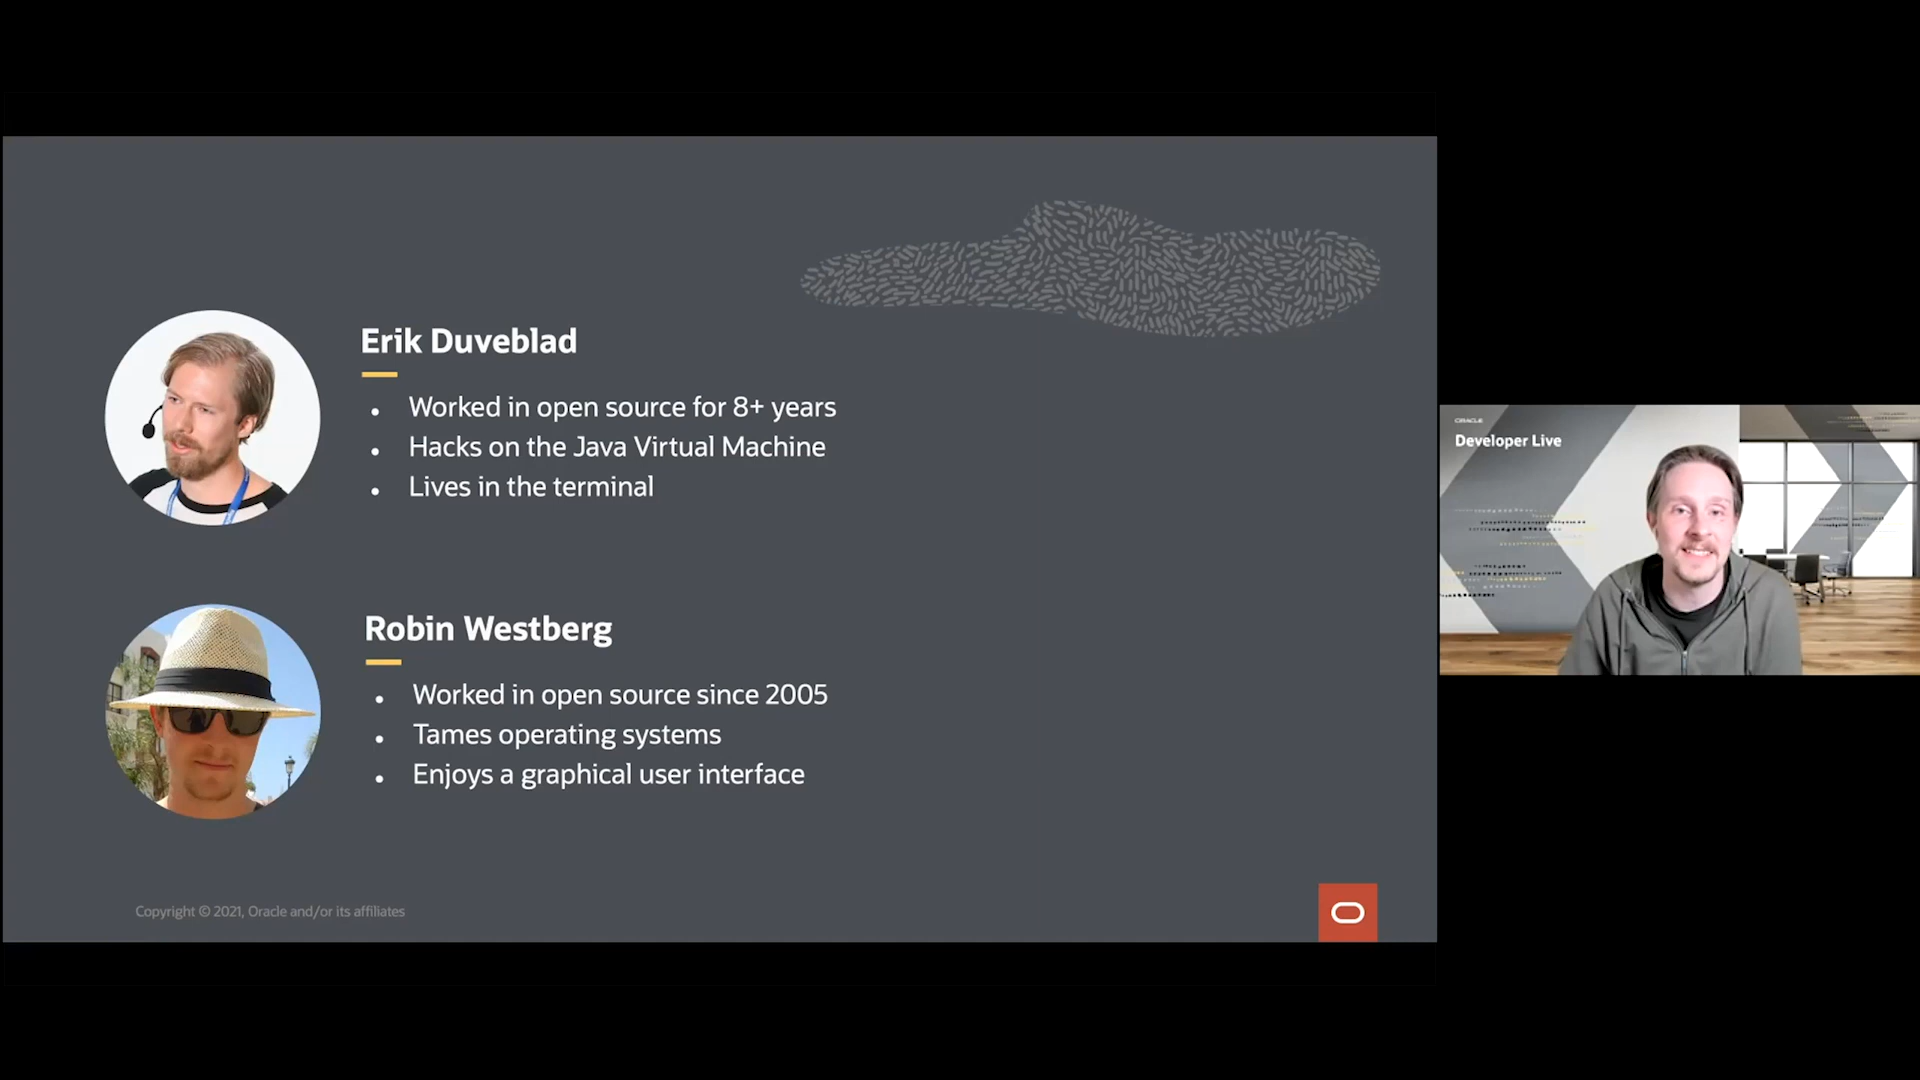 Erik Duveblad
• Worked in open source for 8+ years
• Hacks on the Java Virtual Machine
• Lives in the terminal
Robin Westberg
• Worked in open source since 2005
• Tames operating systems
• Enjoys a graphical user interface
Copyright © 2021, Oracle and/or its affiliates
ORACLE
Developer Live